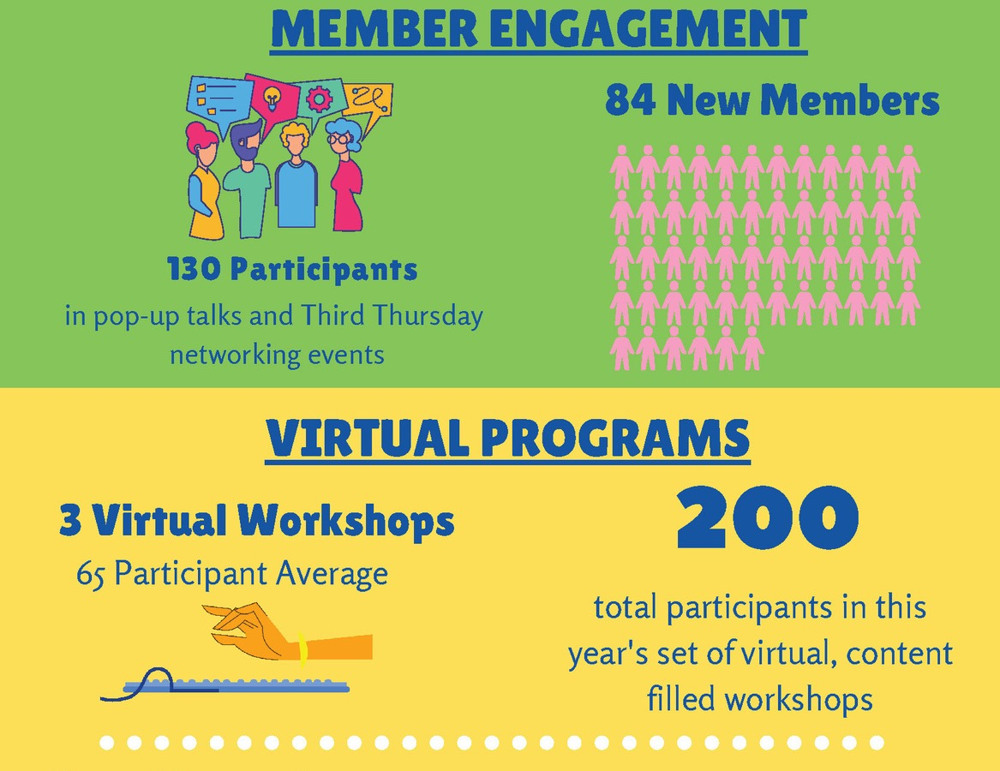 MEMBER ENGAGEMENT
84 New Members
130 Participants
in pop-up talks and Third Thursday
networking events
VIRTUAL PROGRAMS
3 Virtual Workshops
65 Participant Average
200
total participants in this
year's set of virtual, content
filled workshops